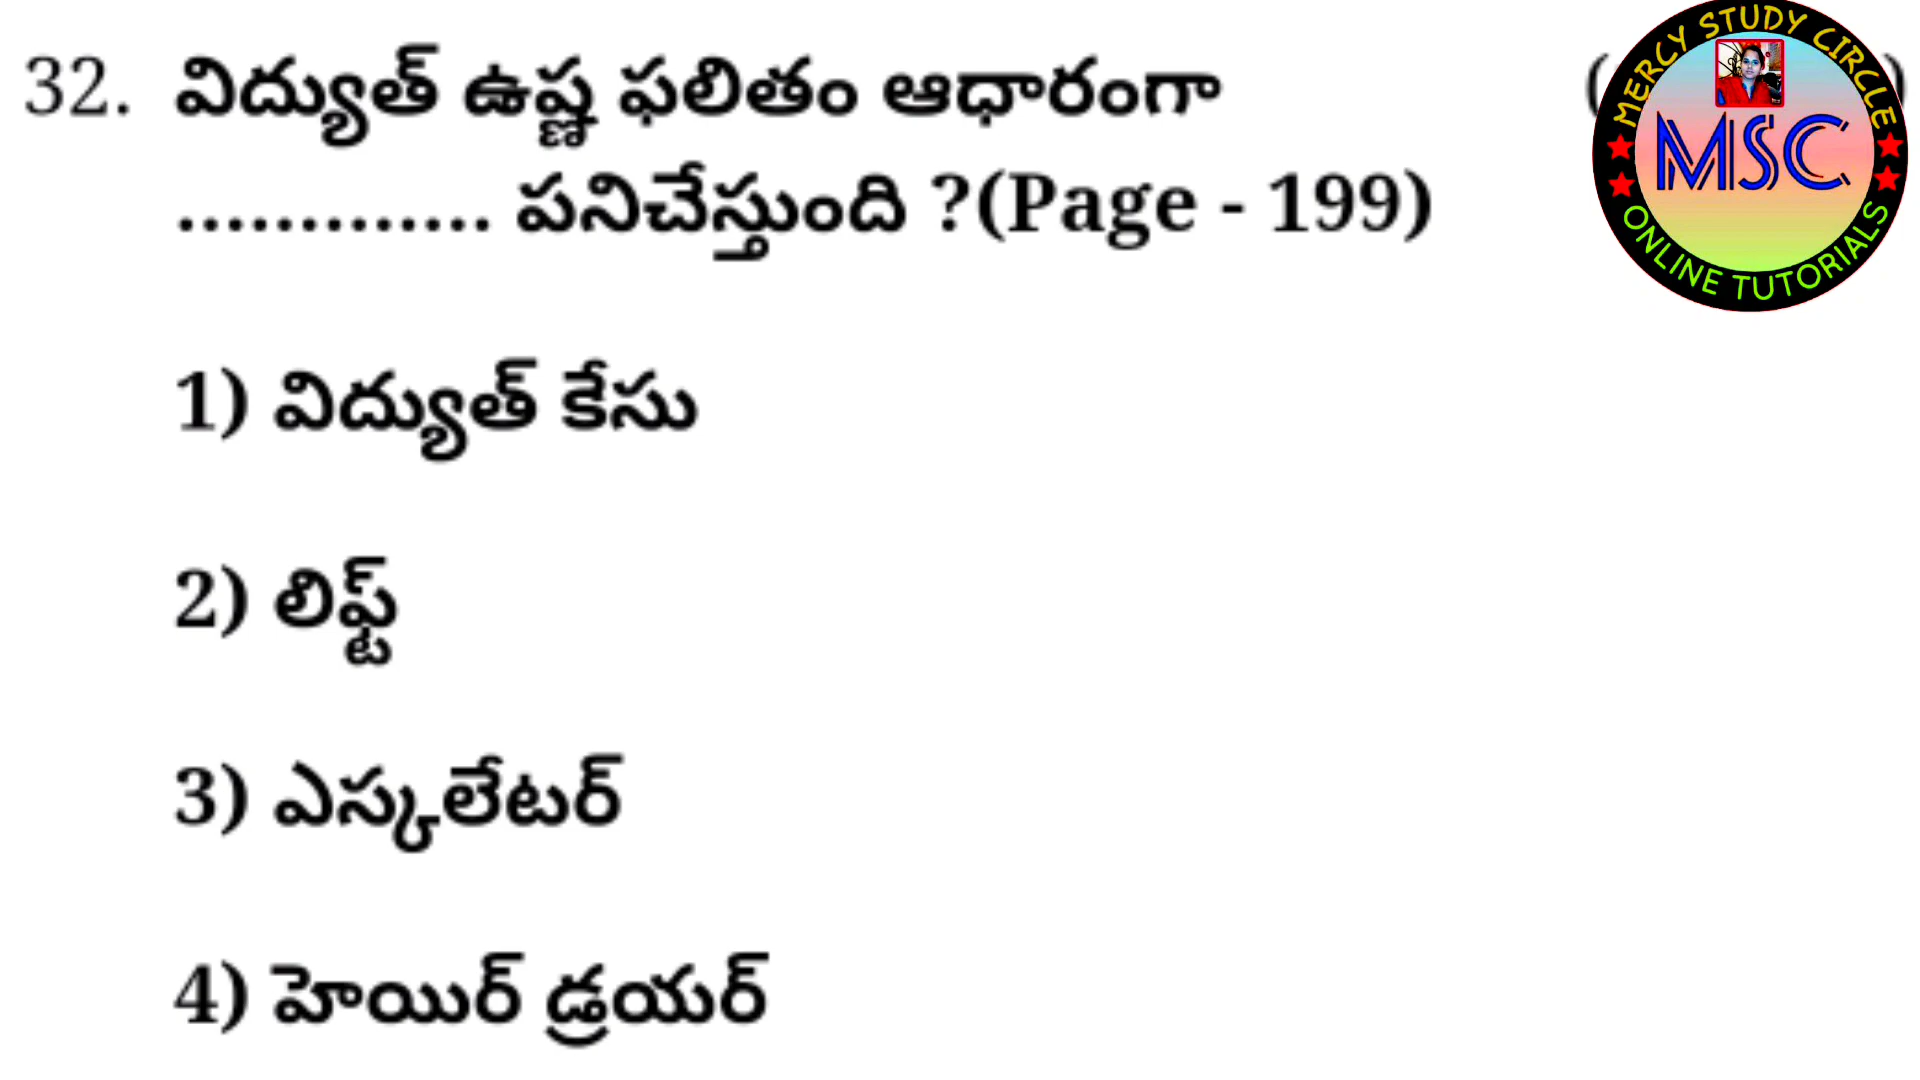 32. విద్యుత్ ఉష్ణ ఫలితం ఆధారంగా ( )
............. పనిచేస్తుంది ?(Page - 199)
1) విద్యుత్ కేసు
2) లిఫ్ట్
3) ఎస్కలేటర్
4) హెయిర్ డ్రయర్
MERCY STUDY CIRCLE
MSC
ONLINE TUTORIALS